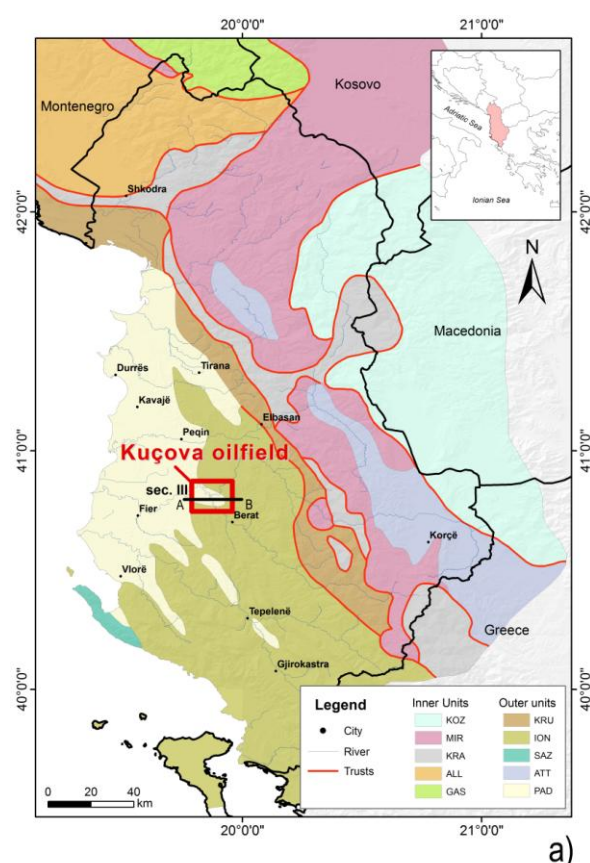 20°0'0"
21°0'0"
Kosovo
Montenegro
Adriatic Sea
Ionian Sea
Shkodra
42°0'0"
42°0'0"
N
Macedonia
Durrës
Tirana
Kavajë
Elbasan
Peqin
41°0'0"
41°0'0"
Kuçova oilfield
sec. III
A
B
Fier
Berat
Korçë
Vlorë
Tepelenë
Greece
Gjirokastra
40°0'0"
40°0'0"
Legend
City
River
Trusts
Inner Units
KOZ
MIR
KRA
ALL
GAS
Outer units
KRU
ION
SAZ
ATT
PAD
0 20 40
km
20°0'0"
21°0'0"
a)